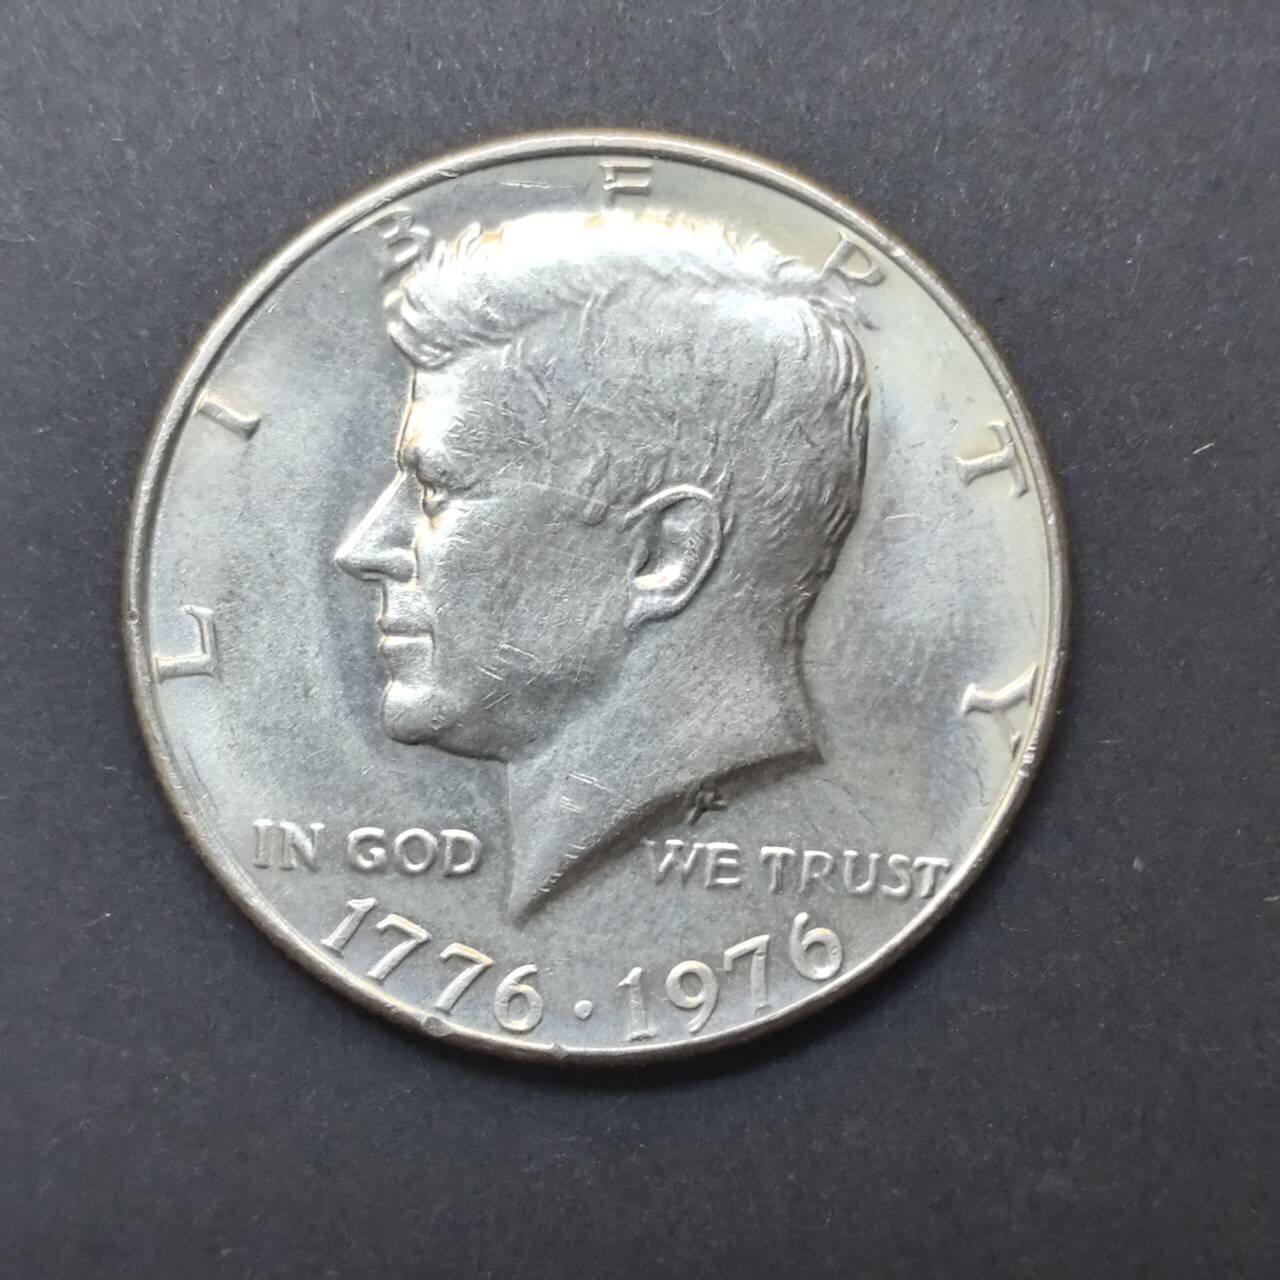 LIBERTY
IN GOD WE TRUST
1776 · 1976